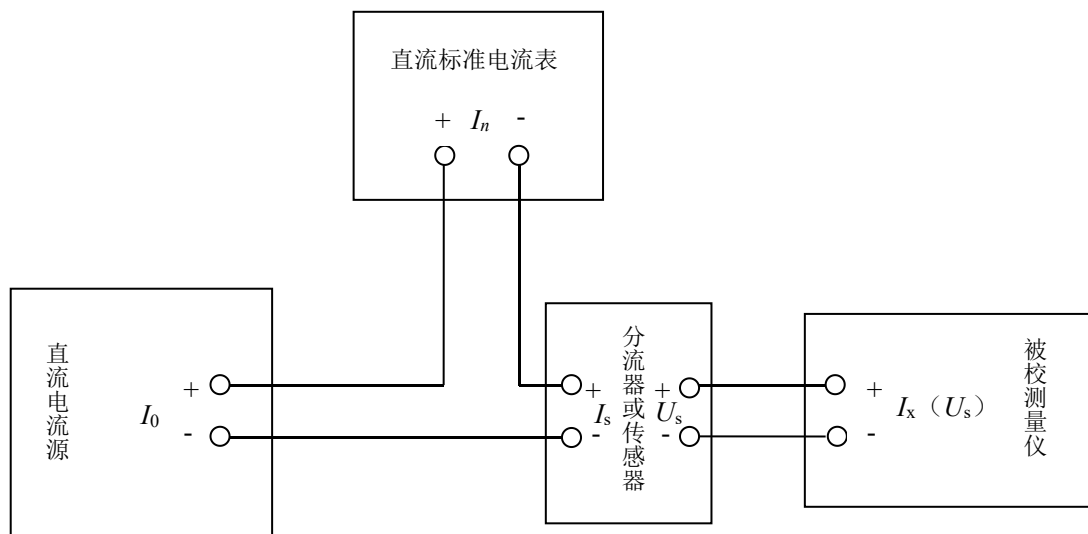 直流标准电流表
+ Iₙ -
直流电流源
+
I₀
-
分流器或传感器
+ +
Iₛ Uₛ
- -
被校测量仪
+
Iₓ（Uₛ）
-